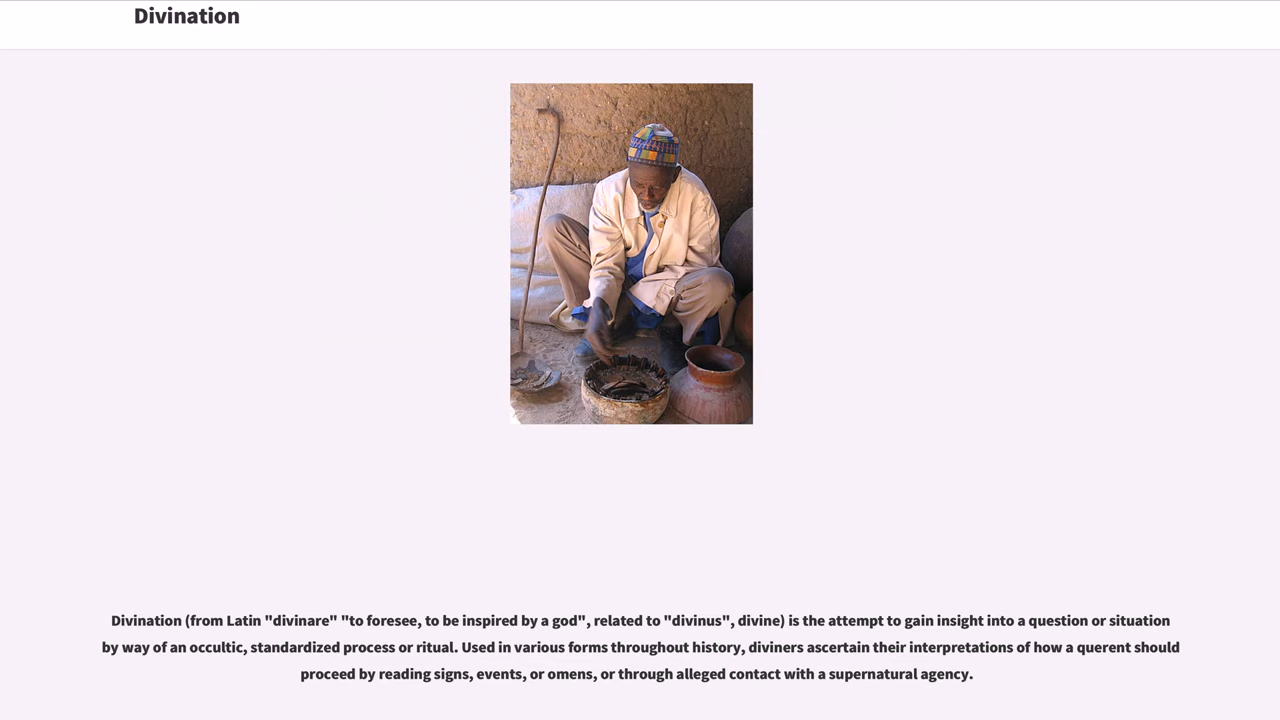 Divination
Divination (from Latin "divinare" "to foresee, to be inspired by a god", related to "divinus", divine) is the attempt to gain insight into a question or situation
by way of an occultic, standardized process or ritual. Used in various forms throughout history, diviners ascertain their interpretations of how a querent should
proceed by reading signs, events, or omens, or through alleged contact with a supernatural agency.